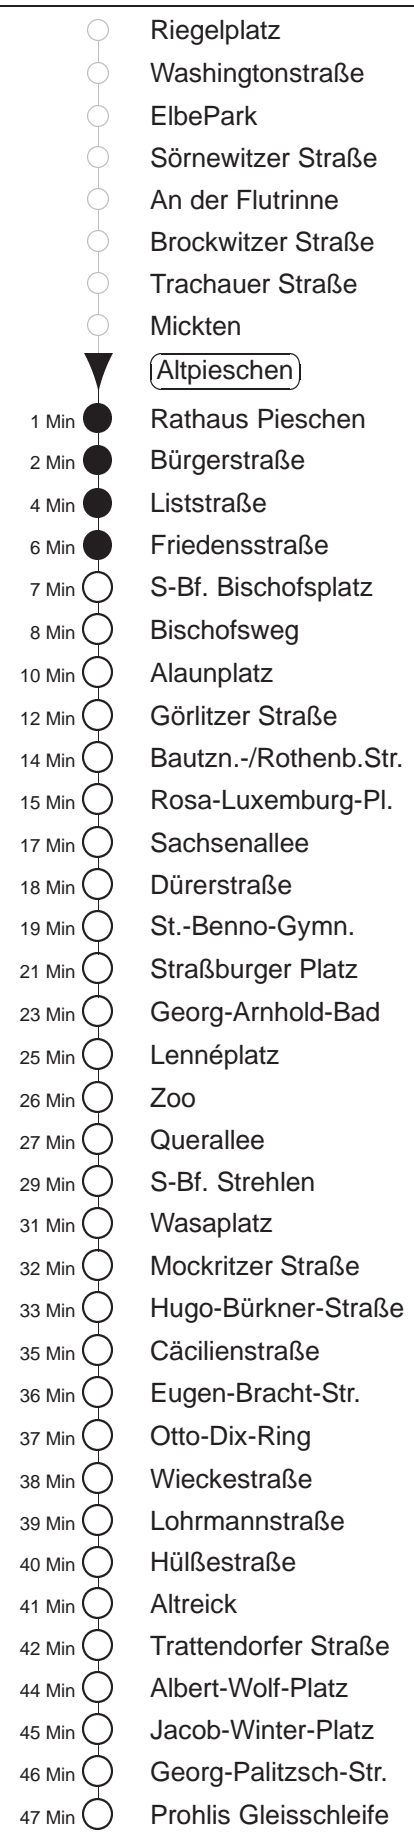 Riegelplatz
Washingtonstraße
ElbePark
Sörnewitzer Straße
An der Flutrinne
Brockwitzer Straße
Trachauer Straße
Mickten
Altpieschen
1 Min Rathaus Pieschen
2 Min Bürgerstraße
4 Min Liststraße
6 Min Friedensstraße
7 Min S-Bf. Bischofsplatz
8 Min Bischofsweg
10 Min Alaunplatz
12 Min Görlitzer Straße
14 Min Bautzn.-/Rothenb.Str.
15 Min Rosa-Luxemburg-Pl.
17 Min Sachsenallee
18 Min Dürerstraße
19 Min St.-Benno-Gymn.
21 Min Straßburger Platz
23 Min Georg-Arnhold-Bad
25 Min Lennéplatz
26 Min Zoo
27 Min Querallee
29 Min S-Bf. Strehlen
31 Min Wasaplatz
32 Min Mockritzer Straße
33 Min Hugo-Bürkner-Straße
35 Min Cäcilienstraße
36 Min Eugen-Bracht-Str.
37 Min Otto-Dix-Ring
38 Min Wieckestraße
39 Min Lohrmannstraße
40 Min Hülßestraße
41 Min Altreick
42 Min Trattendorfer Straße
44 Min Albert-Wolf-Platz
45 Min Jacob-Winter-Platz
46 Min Georg-Palitzsch-Str.
47 Min Prohlis Gleisschleife